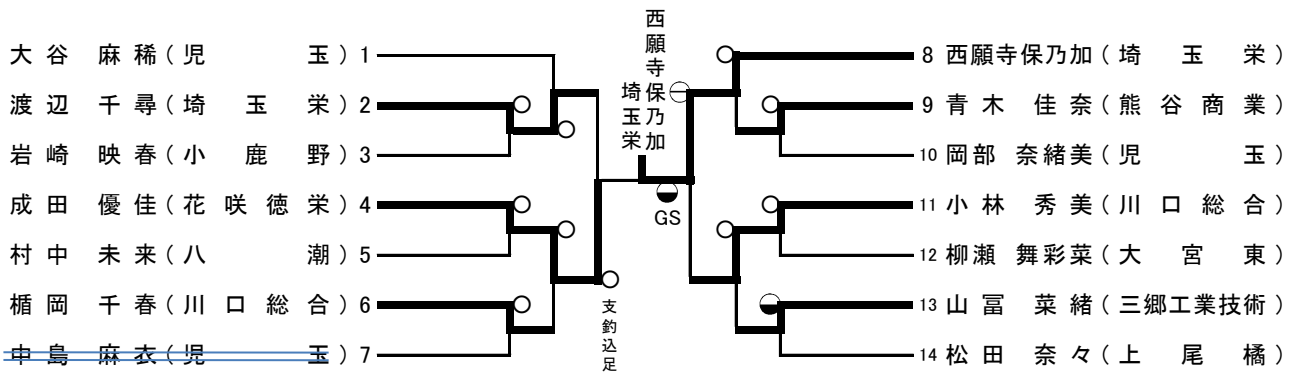 大谷 麻稀(児 玉) 1
渡辺 千尋(埼 玉 栄) 2
岩崎 映春(小 鹿 野) 3
成田 優佳(花咲徳栄) 4
村中 未来(八 潮) 5
楯岡 千春(川口総合) 6
中島 麻衣(児 玉) 7
西願寺保乃加
埼玉栄
GS
支釣込足
8 西願寺保乃加(埼 玉 栄)
9 青木 佳奈(熊谷商業)
10 岡部 奈緒美(児 玉)
11 小林 秀美(川口総合)
12 柳瀬 舞彩菜(大 宮 東)
13 山冨 菜緒(三郷工業技術)
14 松田 奈々(上 尾 橘)